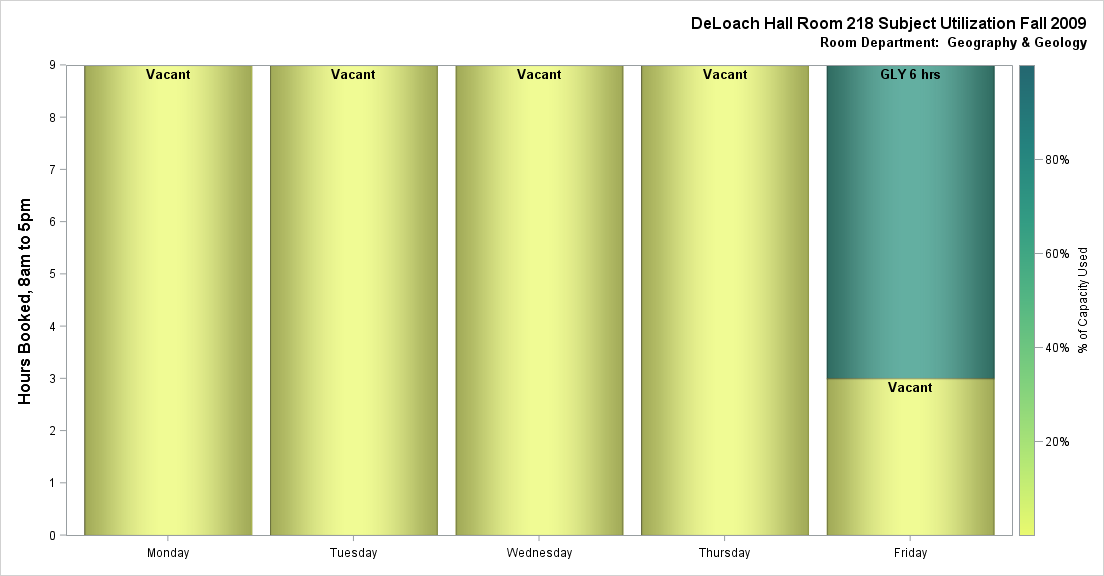 DeLoach Hall Room 218 Subject Utilization Fall 2009
Room Department:  Geography & Geology
Hours Booked, 8am to 5pm
9
8
7
6
5
4
3
2
1
0
Vacant
Vacant
Vacant
Vacant
GLY 6 hrs
Vacant
Monday
Tuesday
Wednesday
Thursday
Friday
80%
60%
40%
20%
% of Capacity Used